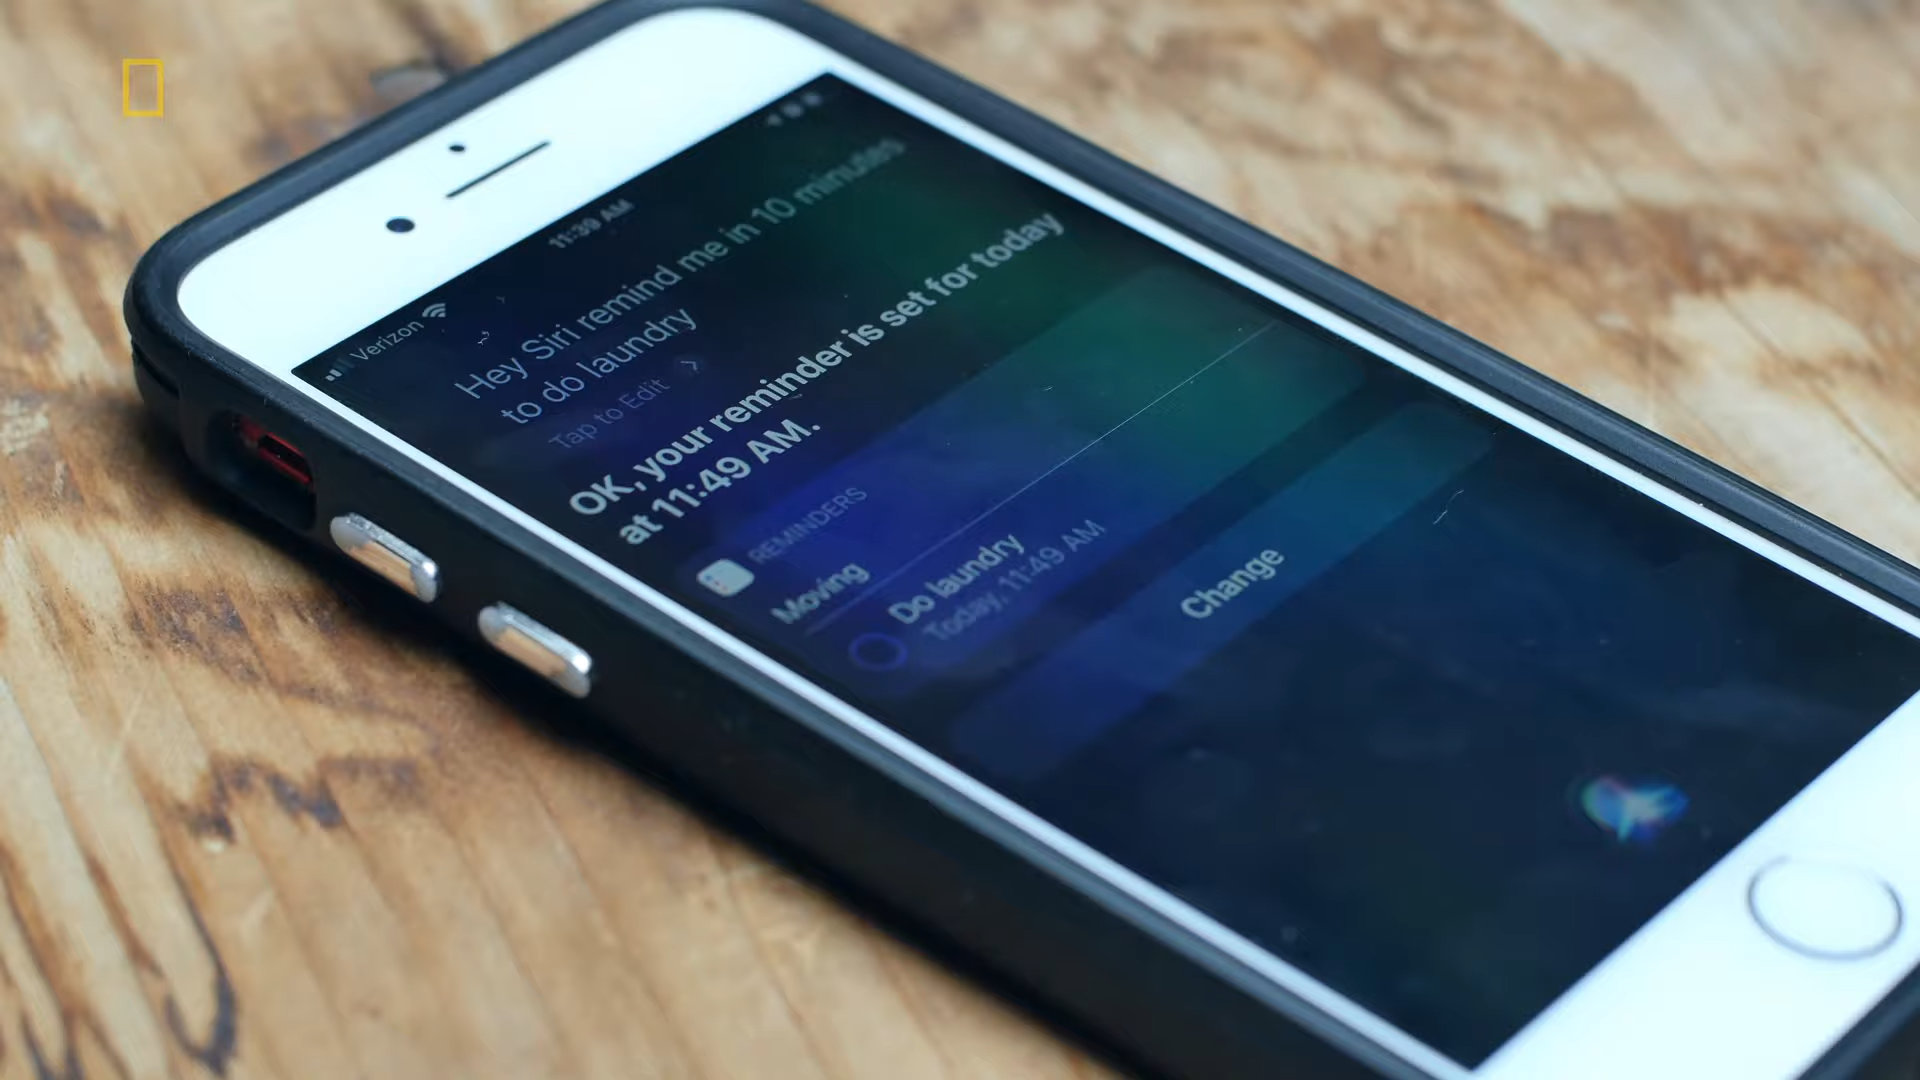 Verizon 11:39 AM
Hey Siri remind me in 10 minutes
to do laundry
Tap to Edit
OK, your reminder is set for today
at 11:49 AM.
REMINDERS
Moving
Do laundry
Today, 11:49 AM
Change